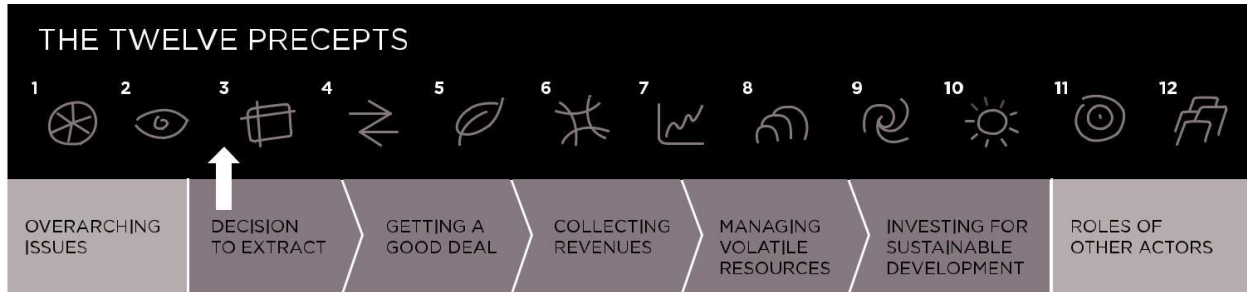 THE TWELVE PRECEPTS
1 2 3 4 5 6 7 8 9 10 11 12
OVERARCHING
ISSUES
DECISION
TO EXTRACT
GETTING A
GOOD DEAL
COLLECTING
REVENUES
MANAGING
VOLATILE
RESOURCES
INVESTING FOR
SUSTAINABLE
DEVELOPMENT
ROLES OF
OTHER ACTORS